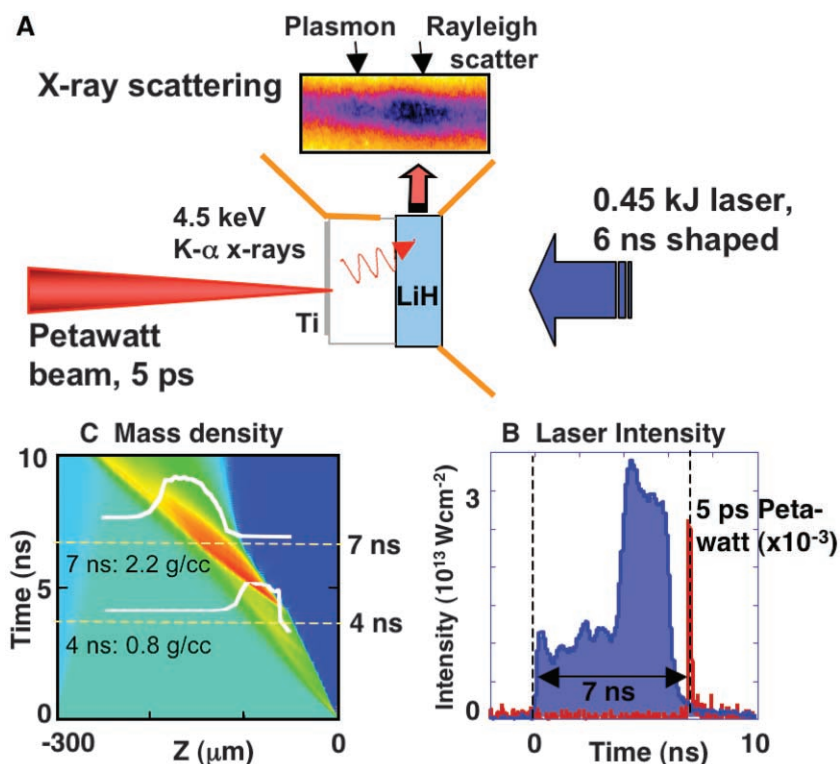 A
Plasmon
Rayleigh
scatter
X-ray scattering
4.5 keV
K-α x-rays
0.45 kJ laser,
6 ns shaped
LiH
Ti
Petawatt
beam, 5 ps
C Mass density
10
5
0
Time (ns)
7 ns
7 ns: 2.2 g/cc
4 ns
4 ns: 0.8 g/cc
-300
Z (μm)
0
B Laser Intensity
3
0
Intensity (10¹³ Wcm⁻²)
5 ps Peta-
watt (x10⁻³)
7 ns
0
Time (ns)
10